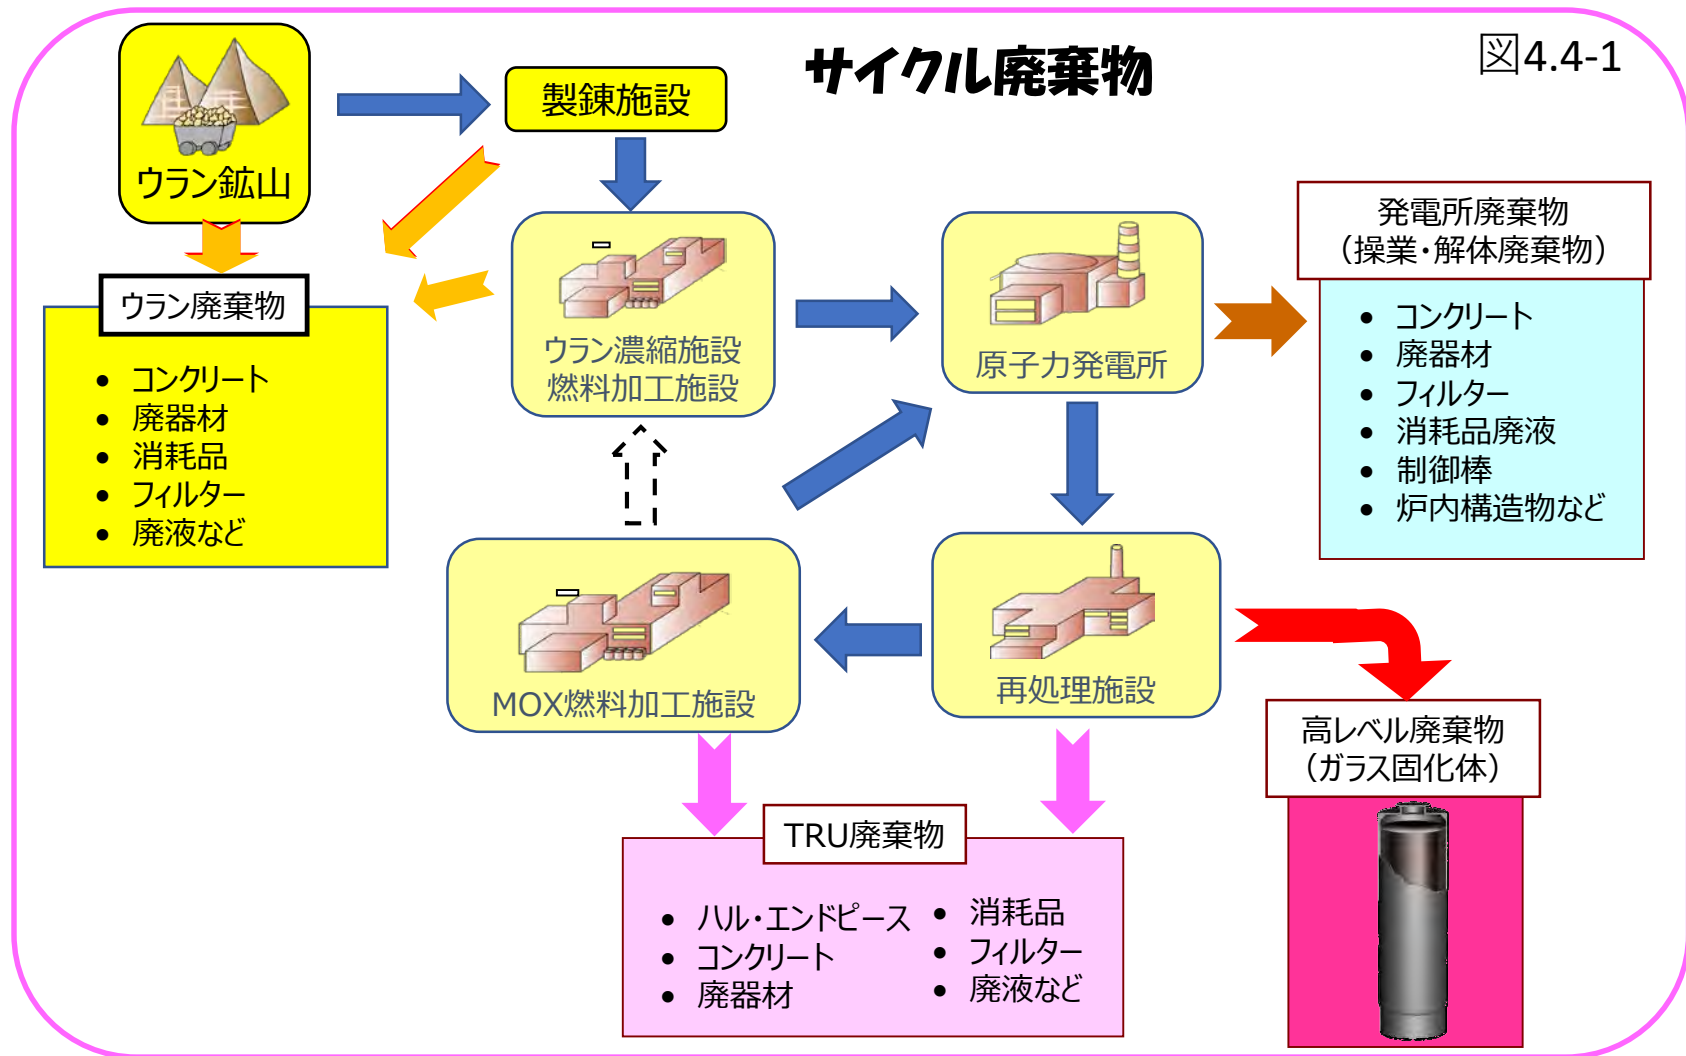 サイクル廃棄物
図4.4-1
ウラン鉱山
製錬施設
ウラン濃縮施設
燃料加工施設
原子力発電所
発電所廃棄物
（操業・解体廃棄物）
• コンクリート
• 廃器材
• フィルター
• 消耗品廃液
• 制御棒
• 炉内構造物など
ウラン廃棄物
• コンクリート
• 廃器材
• 消耗品
• フィルター
• 廃液など
MOX燃料加工施設
再処理施設
高レベル廃棄物
（ガラス固化体）
TRU廃棄物
• ハル・エンドピース
• コンクリート
• 廃器材
• 消耗品
• フィルター
• 廃液など